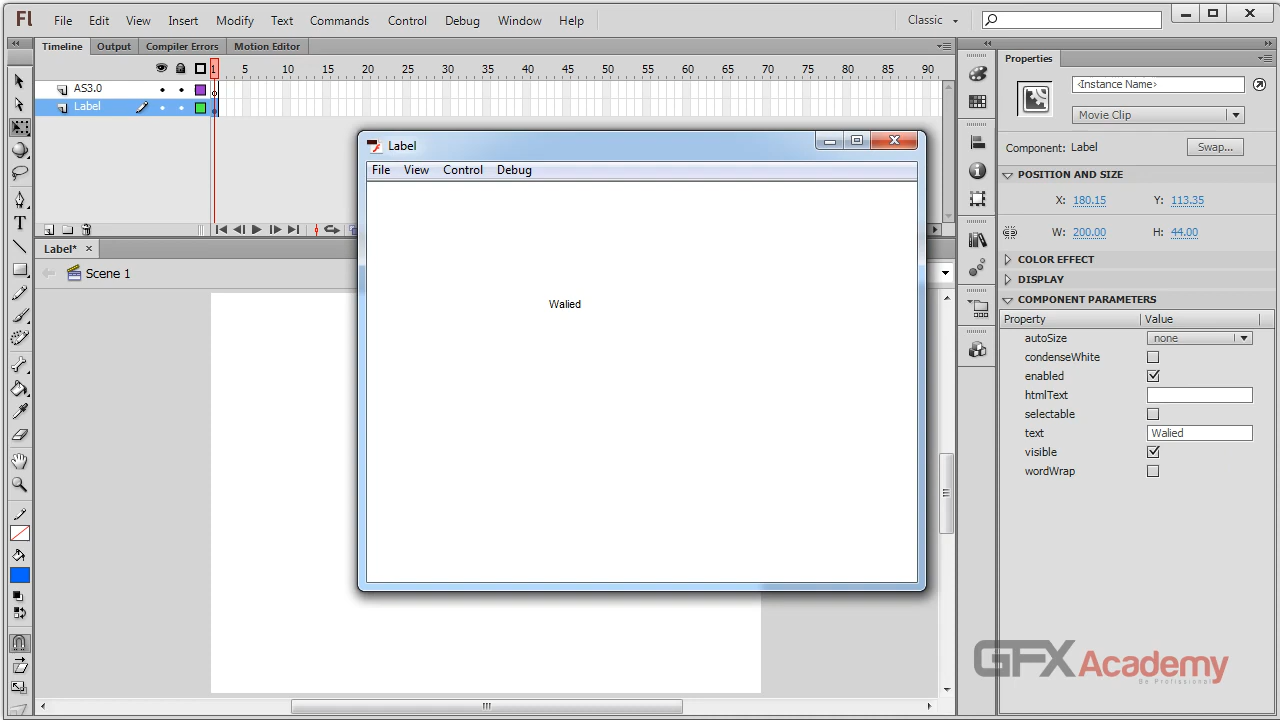 Fl File Edit View Insert Modify Text Commands Control Debug Window Help Classic
Timeline Output Compiler Errors Motion Editor
1 5 10 15 20 25 30 35 40 45 50 55 60 65 70 75 80 85 90
AS3.0
Label
Label* ×
Scene 1
Label
File View Control Debug
Walied
Properties
<Instance Name>
Movie Clip
Component: Label Swap...
POSITION AND SIZE
X: 180.15 Y: 113.35
W: 200.00 H: 44.00
COLOR EFFECT
DISPLAY
COMPONENT PARAMETERS
Property Value
autoSize none
condenseWhite
enabled
htmlText
selectable
text Walied
visible
wordWrap
GFX Academy
Be Professional